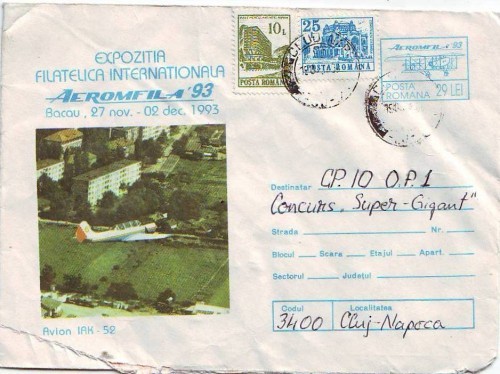 EXPOZITIA
FILATELICA INTERNATIONALA
AEROMFILA '93
Bacau, 27 nov. - 02 dec. 1993
10 L
POSTA ROMANA
25
POSTA ROMANA
AEROMFILA '93
POSTA
ROMANA
29 LEI
Destinatar CP. 10 O.P. 1
Concurs „Super-Gigant"
Strada Nr.
Blocul Scara Etajul Apart.
Sectorul Județul
Codul Localitatea
3400 Cluj-Napoca
Avion IAK - 52